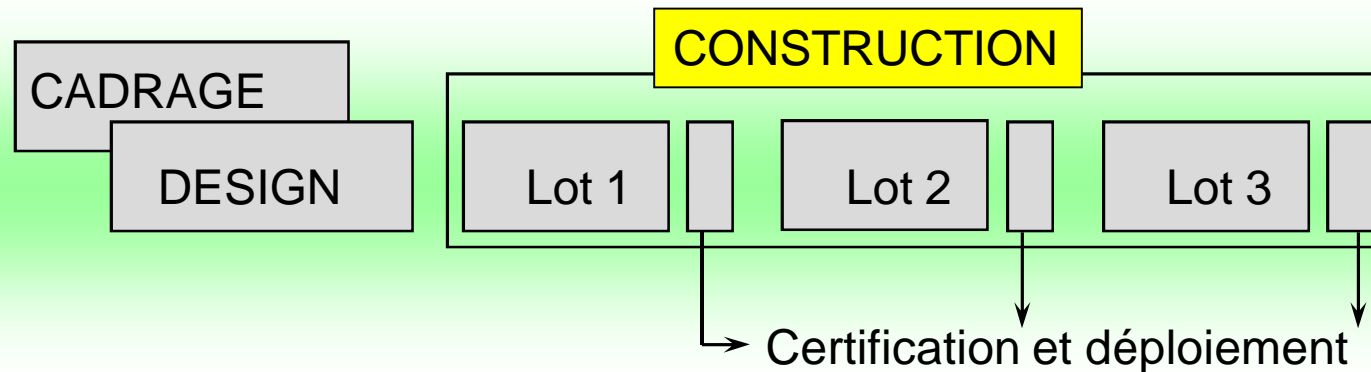 CONSTRUCTION
CADRAGE
DESIGN
Lot 1
Lot 2
Lot 3
Certification et déploiement